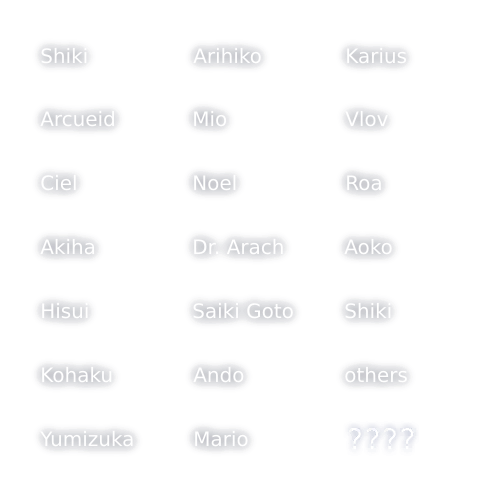 Shiki Arihiko Karius
Arcueid Mio Vlov
Ciel Noel Roa
Akiha Dr. Arach Aoko
Hisui Saiki Goto Shiki
Kohaku Ando others
Yumizuka Mario ????